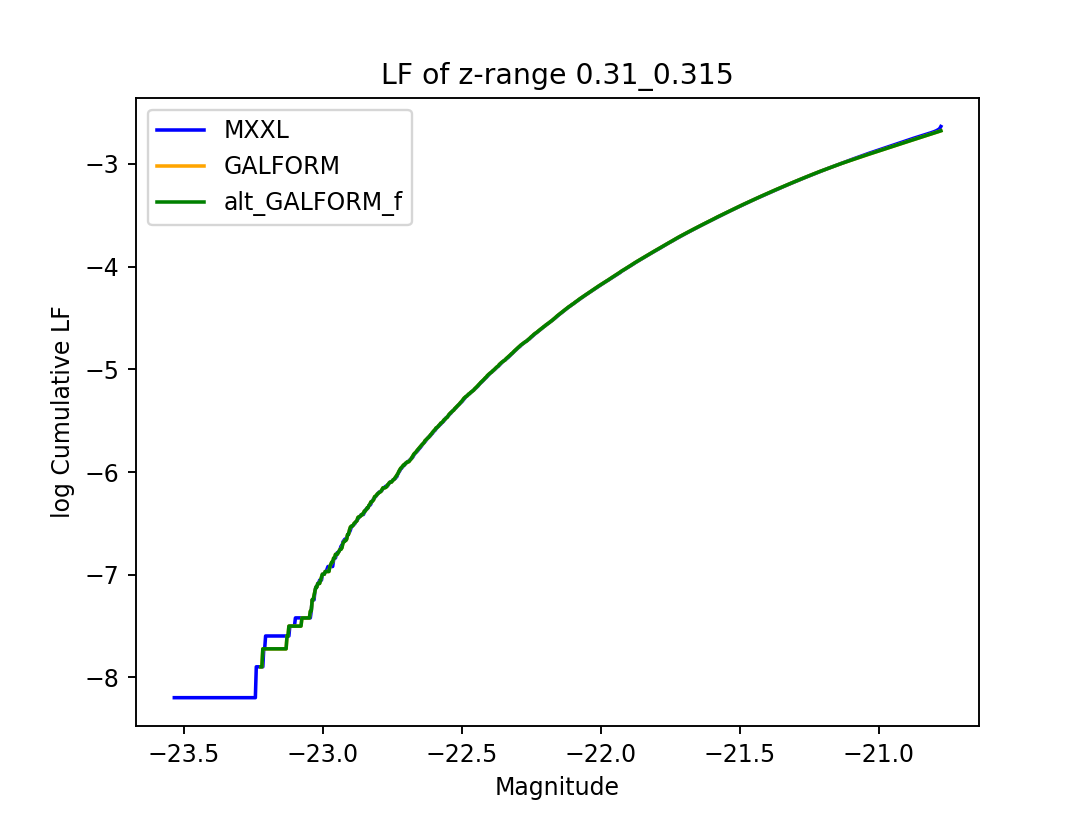 LF of z-range 0.31_0.315
MXXL
GALFORM
alt_GALFORM_f
−3
−4
−5
−6
−7
−8
log Cumulative LF
−23.5
−23.0
−22.5
−22.0
−21.5
−21.0
Magnitude